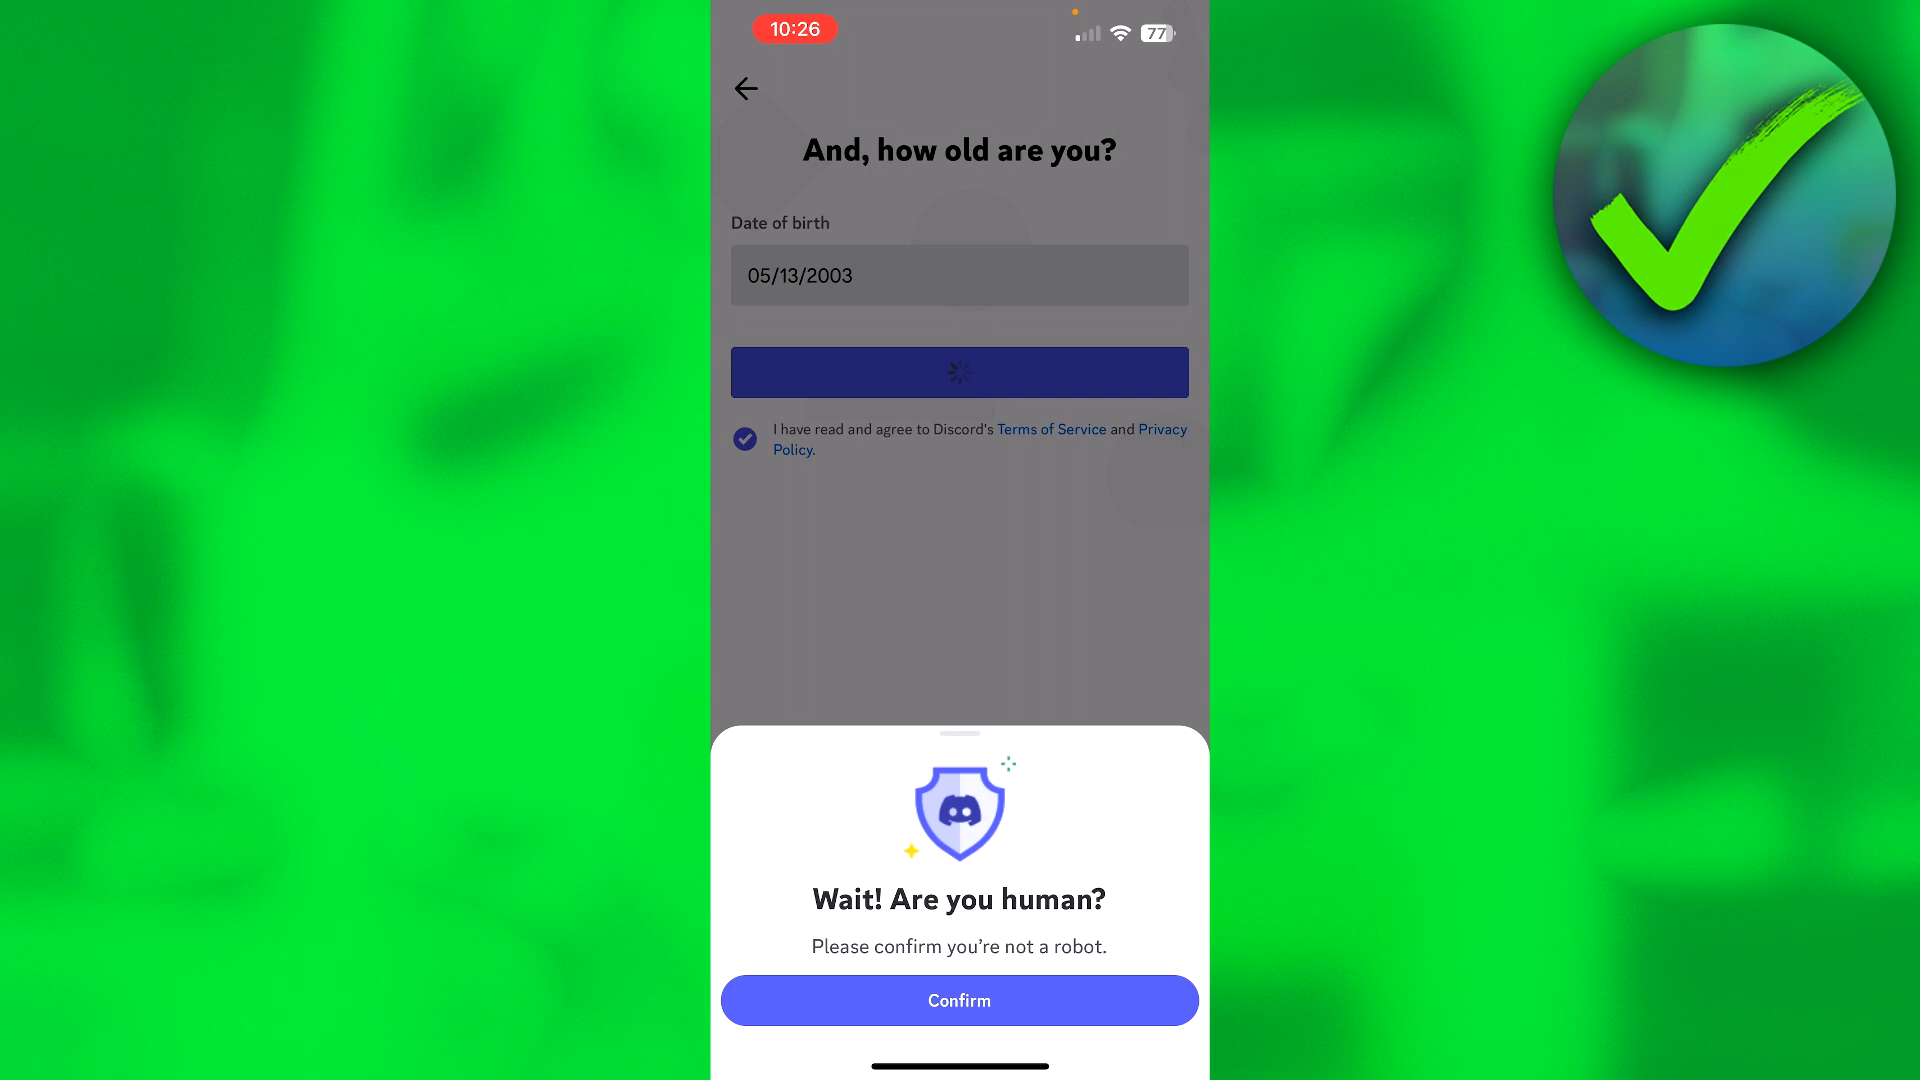 10:26
77
And, how old are you?
Date of birth
05/13/2003
I have read and agree to Discord's Terms of Service and Privacy
Policy.
Wait! Are you human?
Please confirm you're not a robot.
Confirm